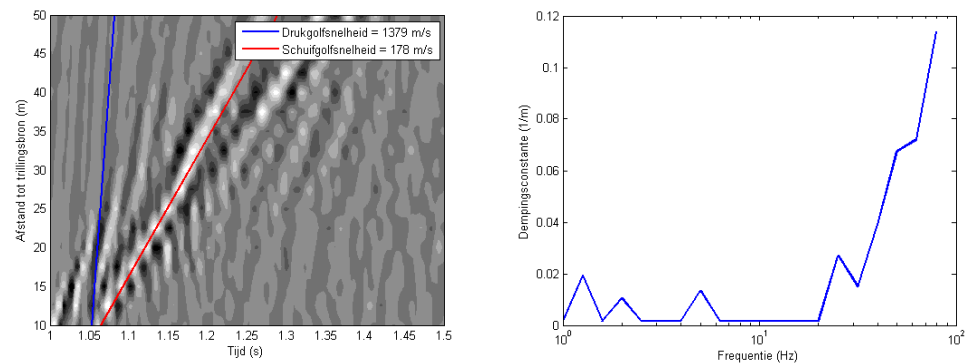 Drukgolfsnelheid = 1379 m/s
Schuifgolfsnelheid = 178 m/s
Afstand tot trillingsbron (m)
50
45
40
35
30
25
20
15
10
1 1.05 1.1 1.15 1.2 1.25 1.3 1.35 1.4 1.45 1.5
Tijd (s)
Dempingsconstante (1/m)
0.12
0.1
0.08
0.06
0.04
0.02
0
10^0 10^1 10^2
Frequentie (Hz)